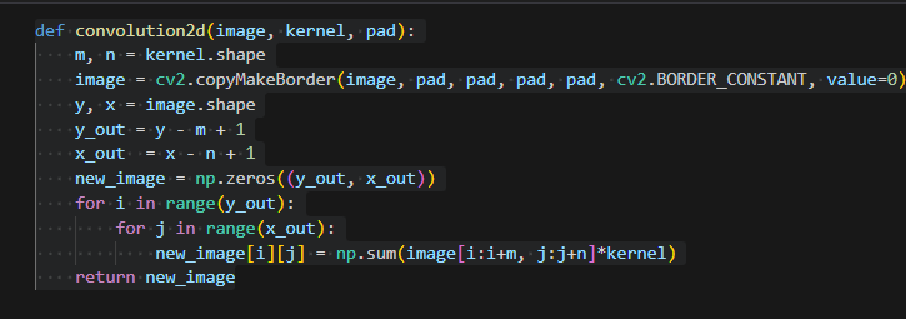 def convolution2d(image, kernel, pad):
    m, n = kernel.shape
    image = cv2.copyMakeBorder(image, pad, pad, pad, pad, cv2.BORDER_CONSTANT, value=0)
    y, x = image.shape
    y_out = y - m + 1
    x_out  = x - n + 1
    new_image = np.zeros((y_out, x_out))
    for i in range(y_out):
        for j in range(x_out):
            new_image[i][j] = np.sum(image[i:i+m, j:j+n]*kernel)
    return new_image